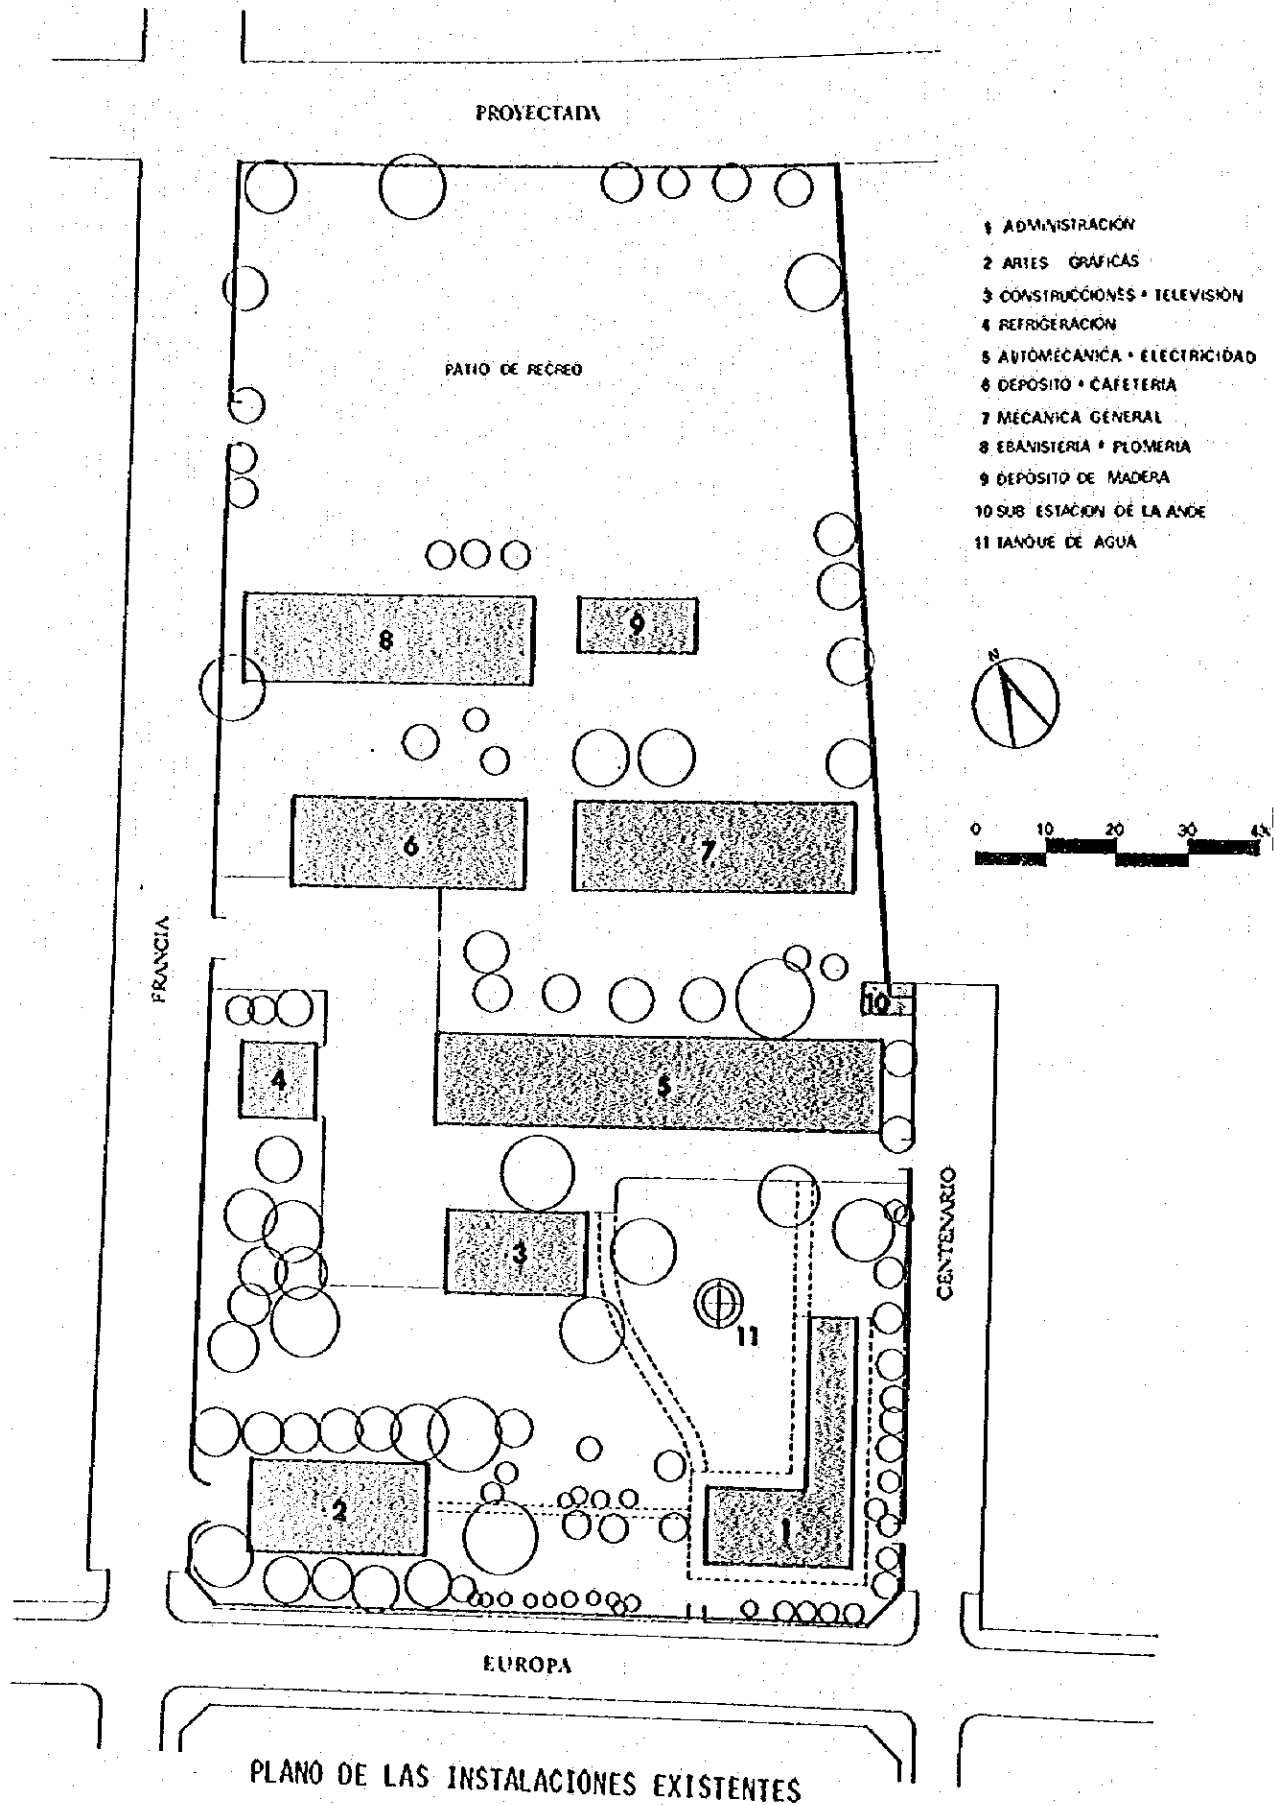 PROYECTADA
1 ADMINISTRACIÓN
2 ARTES GRÁFICAS
3 CONSTRUCCIONES • TELEVISIÓN
4 REFRIGERACIÓN
5 AUTOMECÁNICA • ELECTRICIDAD
6 DEPÓSITO • CAFETERÍA
7 MECÁNICA GENERAL
8 EBANISTERÍA • PLOMERÍA
9 DEPÓSITO DE MADERA
10 SUB ESTACIÓN DE LA ANDE
11 TANQUE DE AGUA
PATIO DE RECREO
8
9
N
6
7
0 10 20 30 40
FRANCIA
10
4
5
CENTENARIO
3
11
2
1
EUROPA
PLANO DE LAS INSTALACIONES EXISTENTES